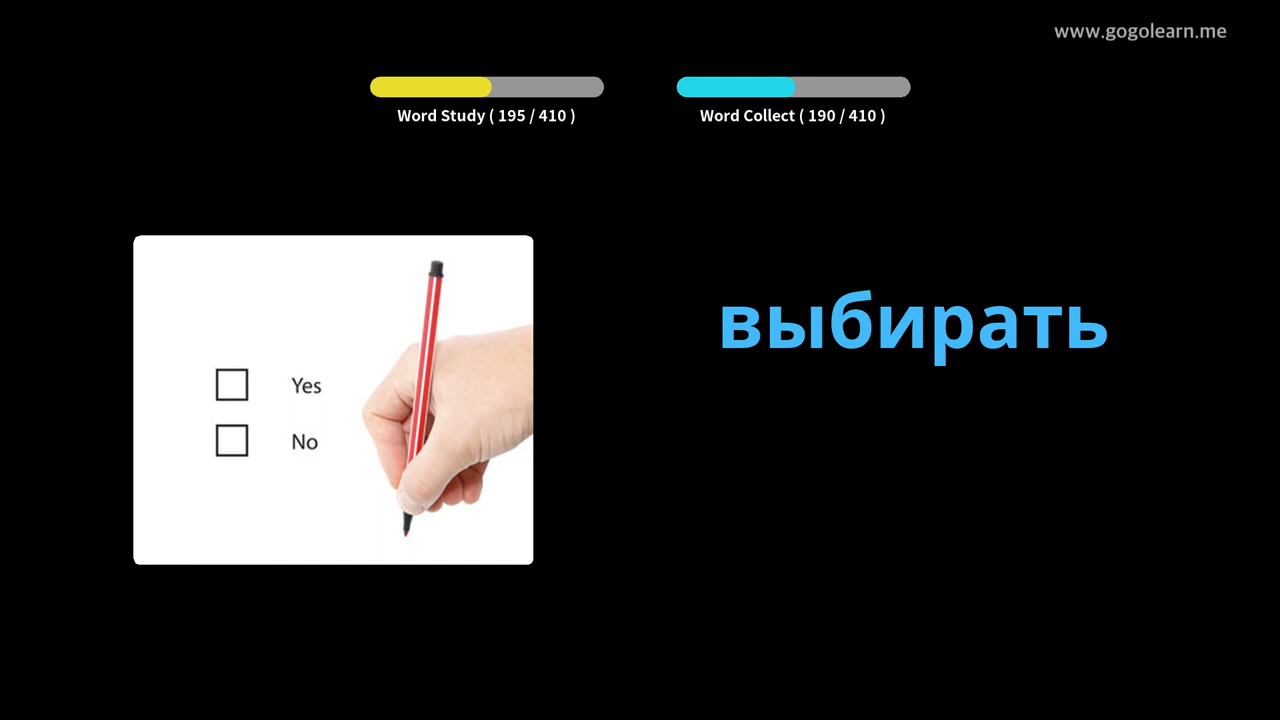 www.gogolearn.me
Word Study ( 195 / 410 )
Word Collect ( 190 / 410 )
выбирать
Yes
No